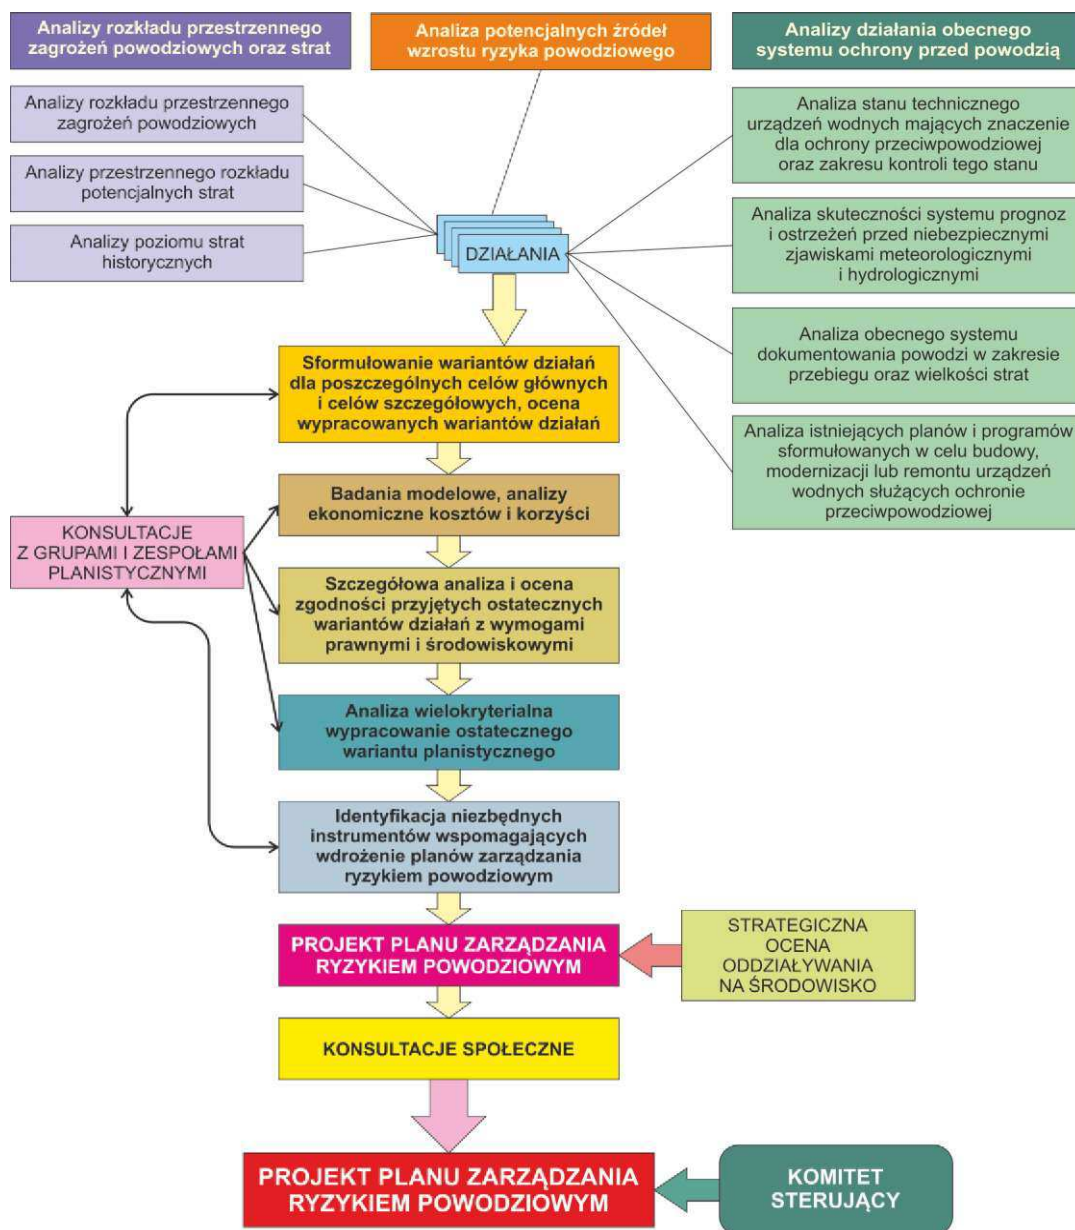 Analizy rozkładu przestrzennego
zagrożeń powodziowych oraz strat
Analiza potencjalnych źródeł
wzrostu ryzyka powodziowego
Analizy działania obecnego
systemu ochrony przed powodzią
Analizy rozkładu przestrzennego
zagrożeń powodziowych
Analizy przestrzennego rozkładu
potencjalnych strat
Analizy poziomu strat
historycznych
DZIAŁANIA
Analiza stanu technicznego
urządzeń wodnych mających znaczenie
dla ochrony przeciwpowodziowej
oraz zakresu kontroli tego stanu
Analiza skuteczności systemu prognoz
i ostrzeżeń przed niebezpiecznymi
zjawiskami meteorologicznymi
i hydrologicznymi
Analiza obecnego systemu
dokumentowania powodzi w zakresie
przebiegu oraz wielkości strat
Analiza istniejących planów i programów
sformułowanych w celu budowy,
modernizacji lub remontu urządzeń
wodnych służących ochronie
przeciwpowodziowej
Sformułowanie wariantów działań
dla poszczególnych celów głównych
i celów szczegółowych, ocena
wypracowanych wariantów działań
Badania modelowe, analizy
ekonomiczne kosztów i korzyści
KONSULTACJE
Z GRUPAMI I ZESPOŁAMI
PLANISTYCZNYMI
Szczegółowa analiza i ocena
zgodności przyjętych ostatecznych
wariantów działań z wymogami
prawnymi i środowiskowymi
Analiza wielokryterialna
wypracowanie ostatecznego
wariantu planistycznego
Identyfikacja niezbędnych
instrumentów wspomagających
wdrożenie planów zarządzania
ryzykiem powodziowym
PROJEKT PLANU ZARZĄDZANIA
RYZYKIEM POWODZIOWYM
STRATEGICZNA
OCENA
ODDZIAŁYWANIA
NA ŚRODOWISKO
KONSULTACJE SPOŁECZNE
PROJEKT PLANU ZARZĄDZANIA
RYZYKIEM POWODZIOWYM
KOMITET
STERUJĄCY